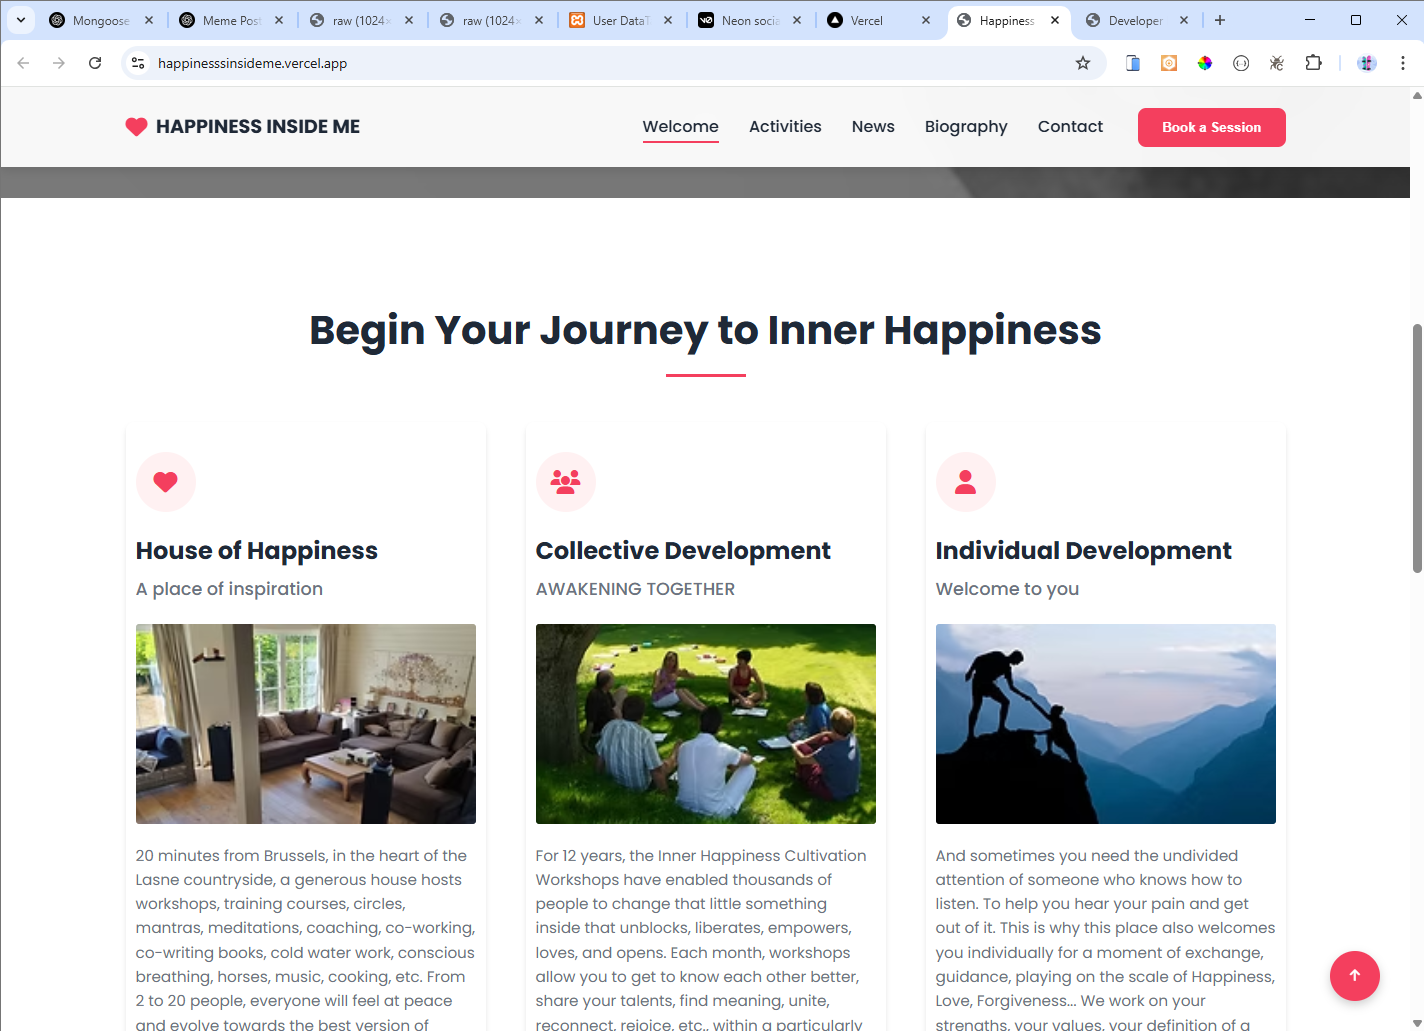 Mongoose
Meme Pos
raw (1024×
raw (1024×
User DataT
Neon socia
Vercel
Happiness
Developer
happinesssinsideme.vercel.app
HAPPINESS INSIDE ME
Welcome
Activities
News
Biography
Contact
Book a Session
Begin Your Journey to Inner Happiness
House of Happiness
A place of inspiration
20 minutes from Brussels, in the heart of the
Lasne countryside, a generous house hosts
workshops, training courses, circles,
mantras, meditations, coaching, co-working,
co-writing books, cold water work, conscious
breathing, horses, music, cooking, etc. From
2 to 20 people, everyone will feel at peace
and evolve towards the best version of
Collective Development
AWAKENING TOGETHER
For 12 years, the Inner Happiness Cultivation
Workshops have enabled thousands of
people to change that little something
inside that unblocks, liberates, empowers,
loves, and opens. Each month, workshops
allow you to get to know each other better,
share your talents, find meaning, unite,
reconnect, rejoice, etc., within a particularly
Individual Development
Welcome to you
And sometimes you need the undivided
attention of someone who knows how to
listen. To help you hear your pain and get
out of it. This is why this place also welcomes
you individually for a moment of exchange,
guidance, playing on the scale of Happiness,
Love, Forgiveness... We work on your
strengths, your values, your definition of a